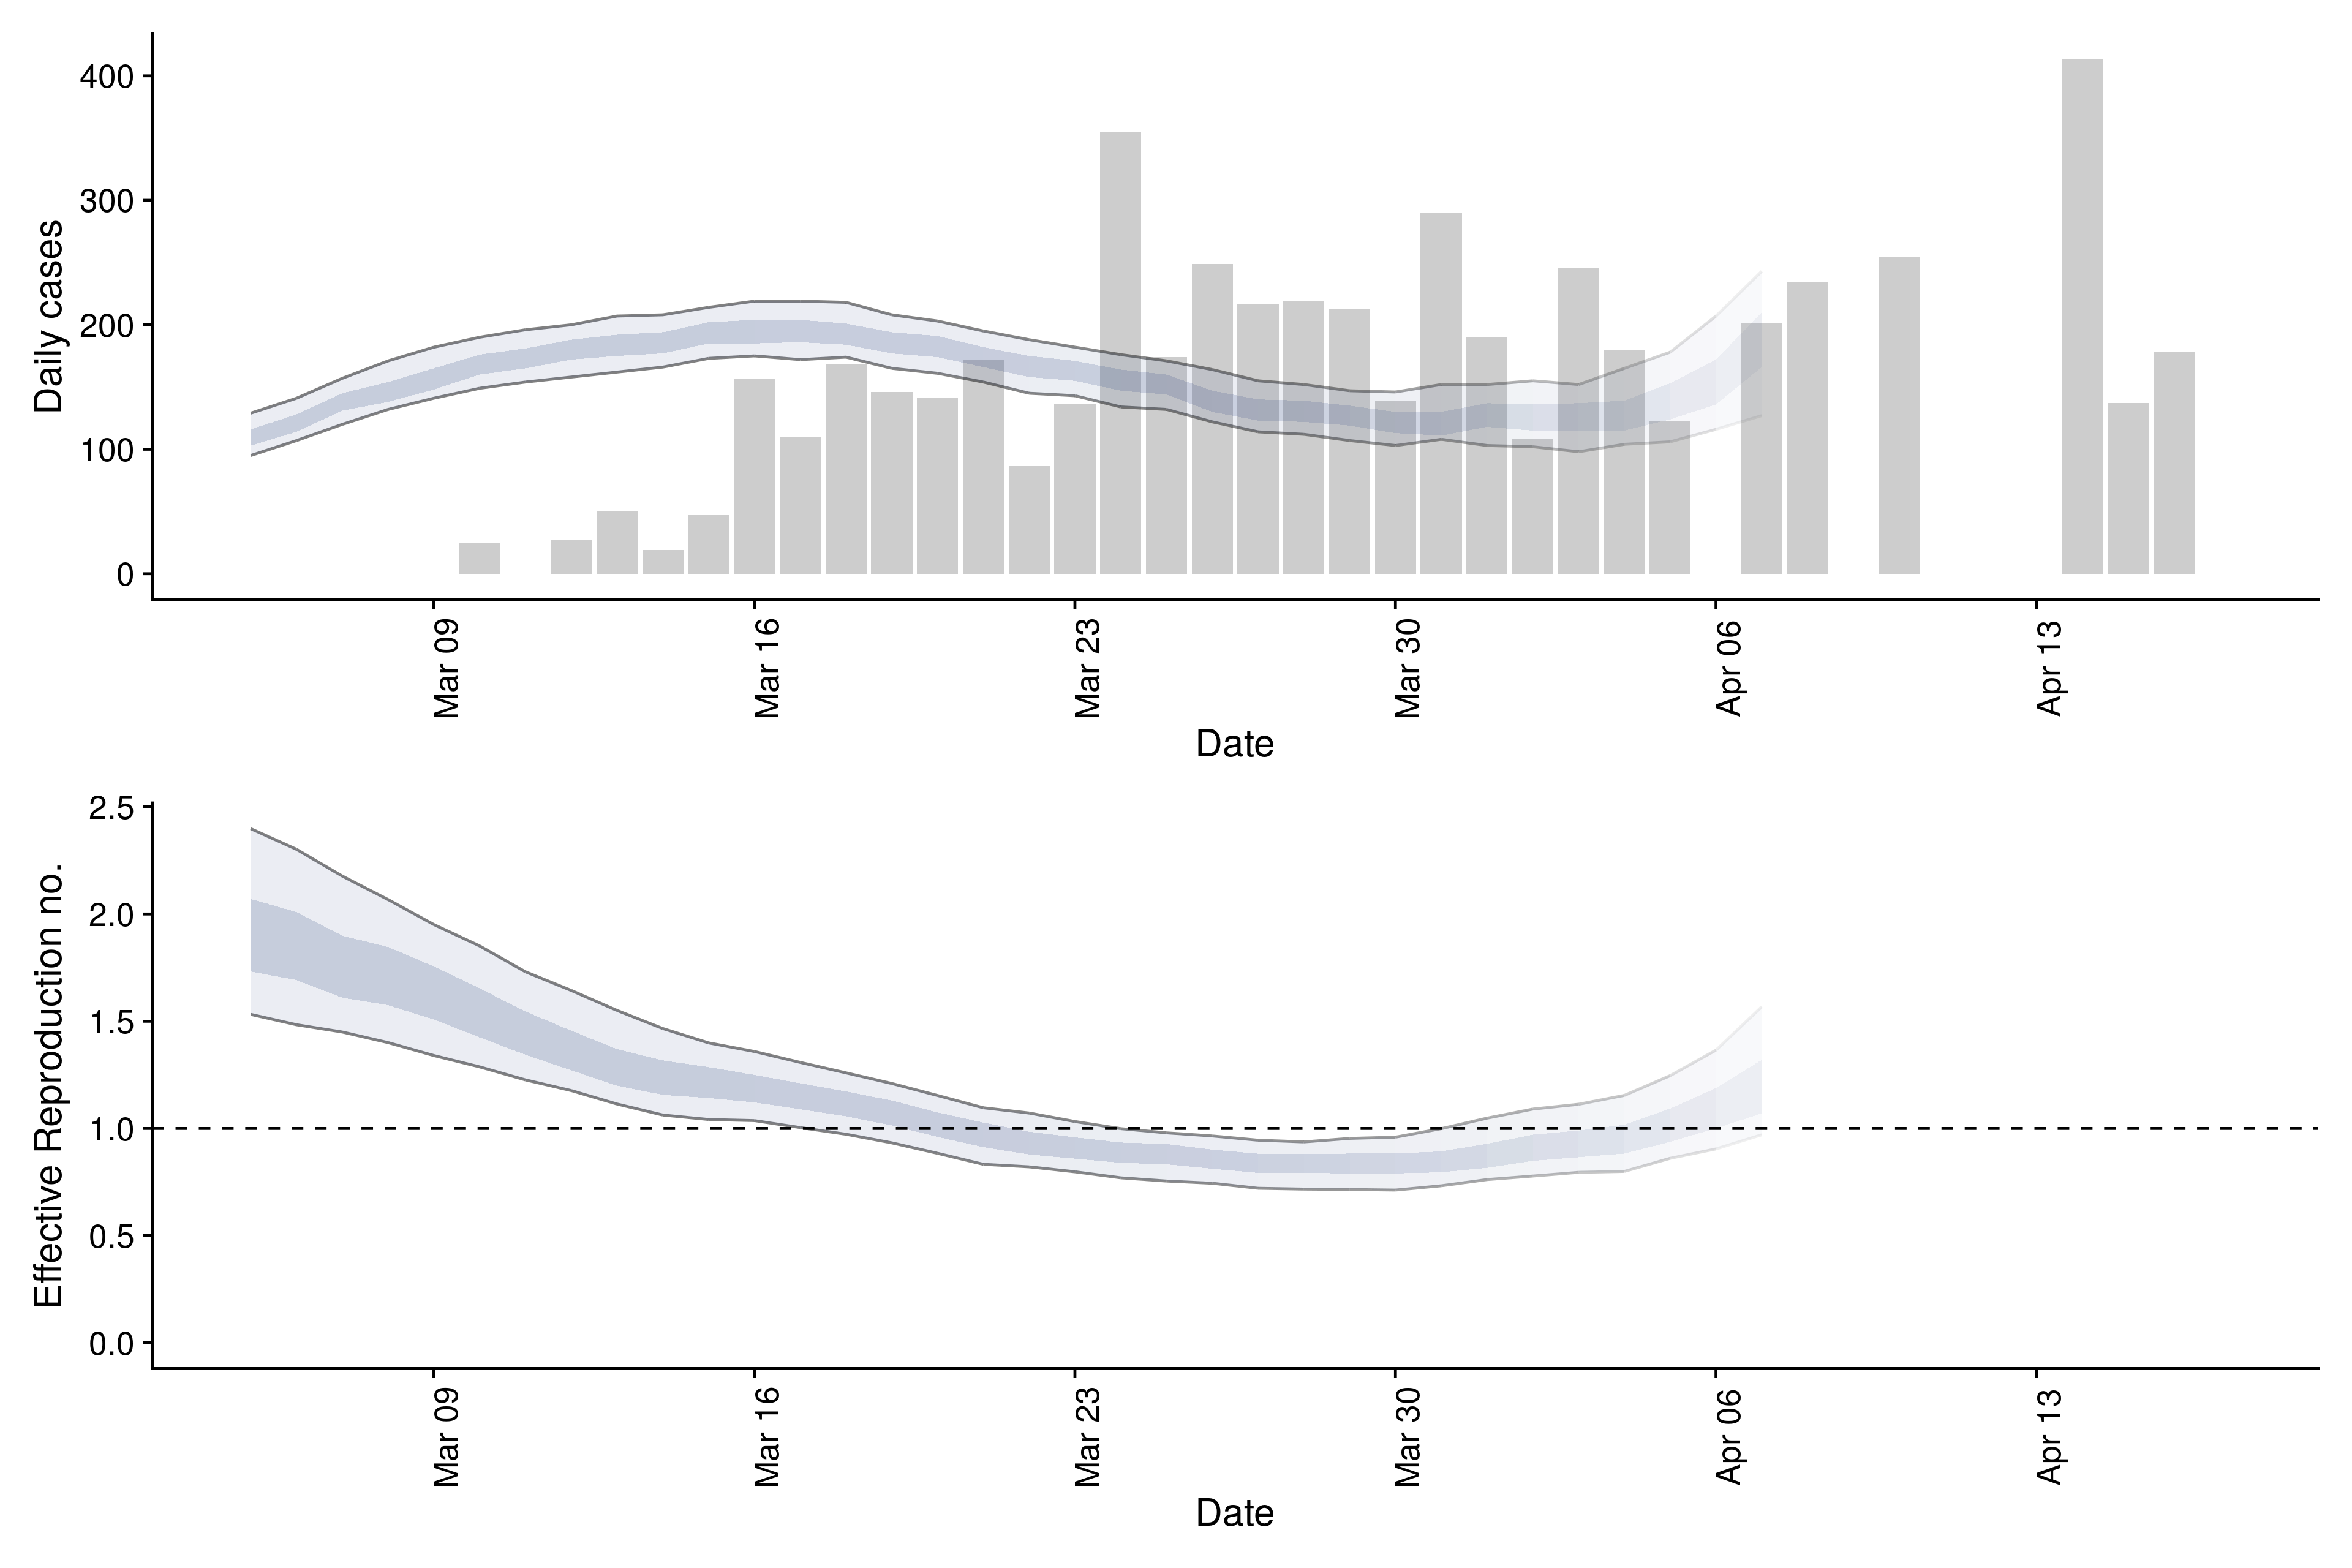 400
300
200
100
0
Daily cases
Mar 09
Mar 16
Mar 23
Mar 30
Apr 06
Apr 13
Date
2.5
2.0
1.5
1.0
0.5
0.0
Effective Reproduction no.
Mar 09
Mar 16
Mar 23
Mar 30
Apr 06
Apr 13
Date